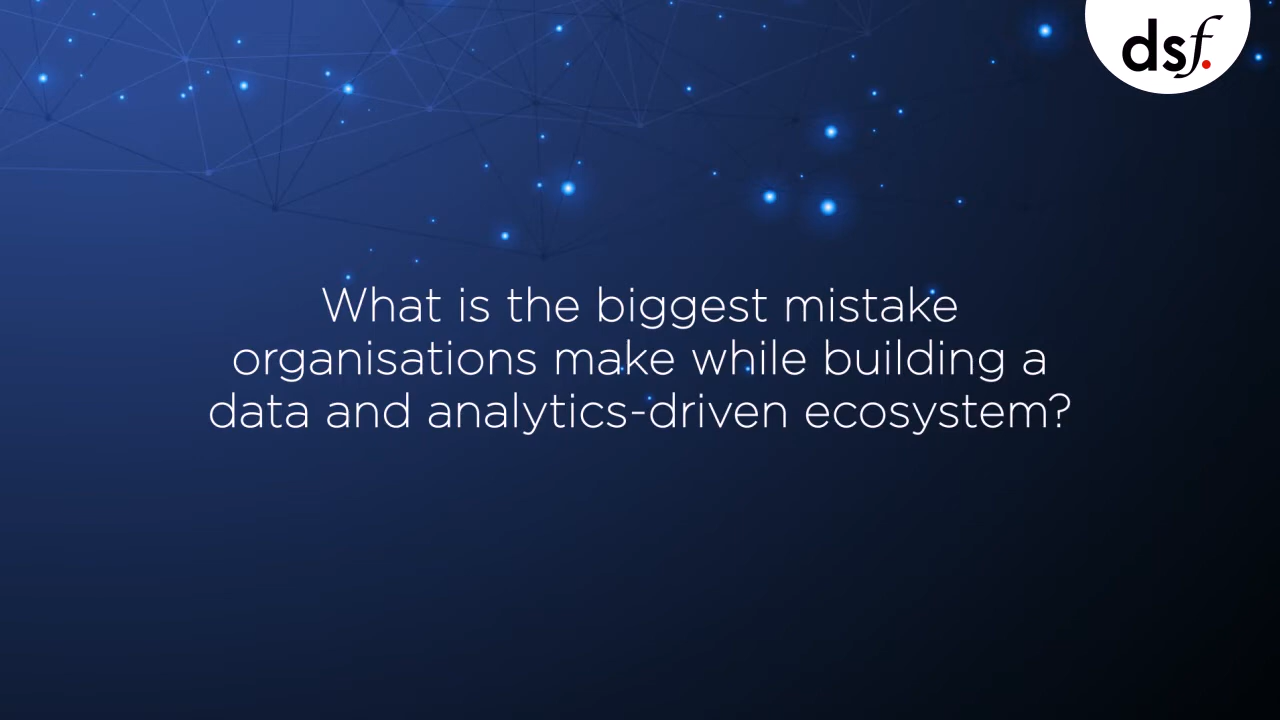 dsf.
What is the biggest mistake
organisations make while building a
data and analytics-driven ecosystem?